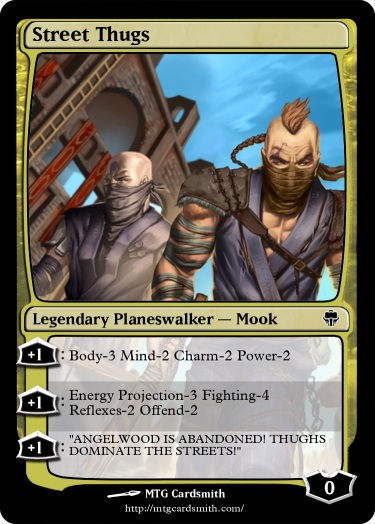 Street Thugs
Legendary Planeswalker — Mook
+1 : Body-3 Mind-2 Charm-2 Power-2
+1 : Energy Projection-3 Fighting-4
Reflexes-2 Offend-2
+1 : "ANGELWOOD IS ABANDONED! THUGHS
DOMINATE THE STREETS!"
0
MTG Cardsmith
http://mtgcardsmith.com/